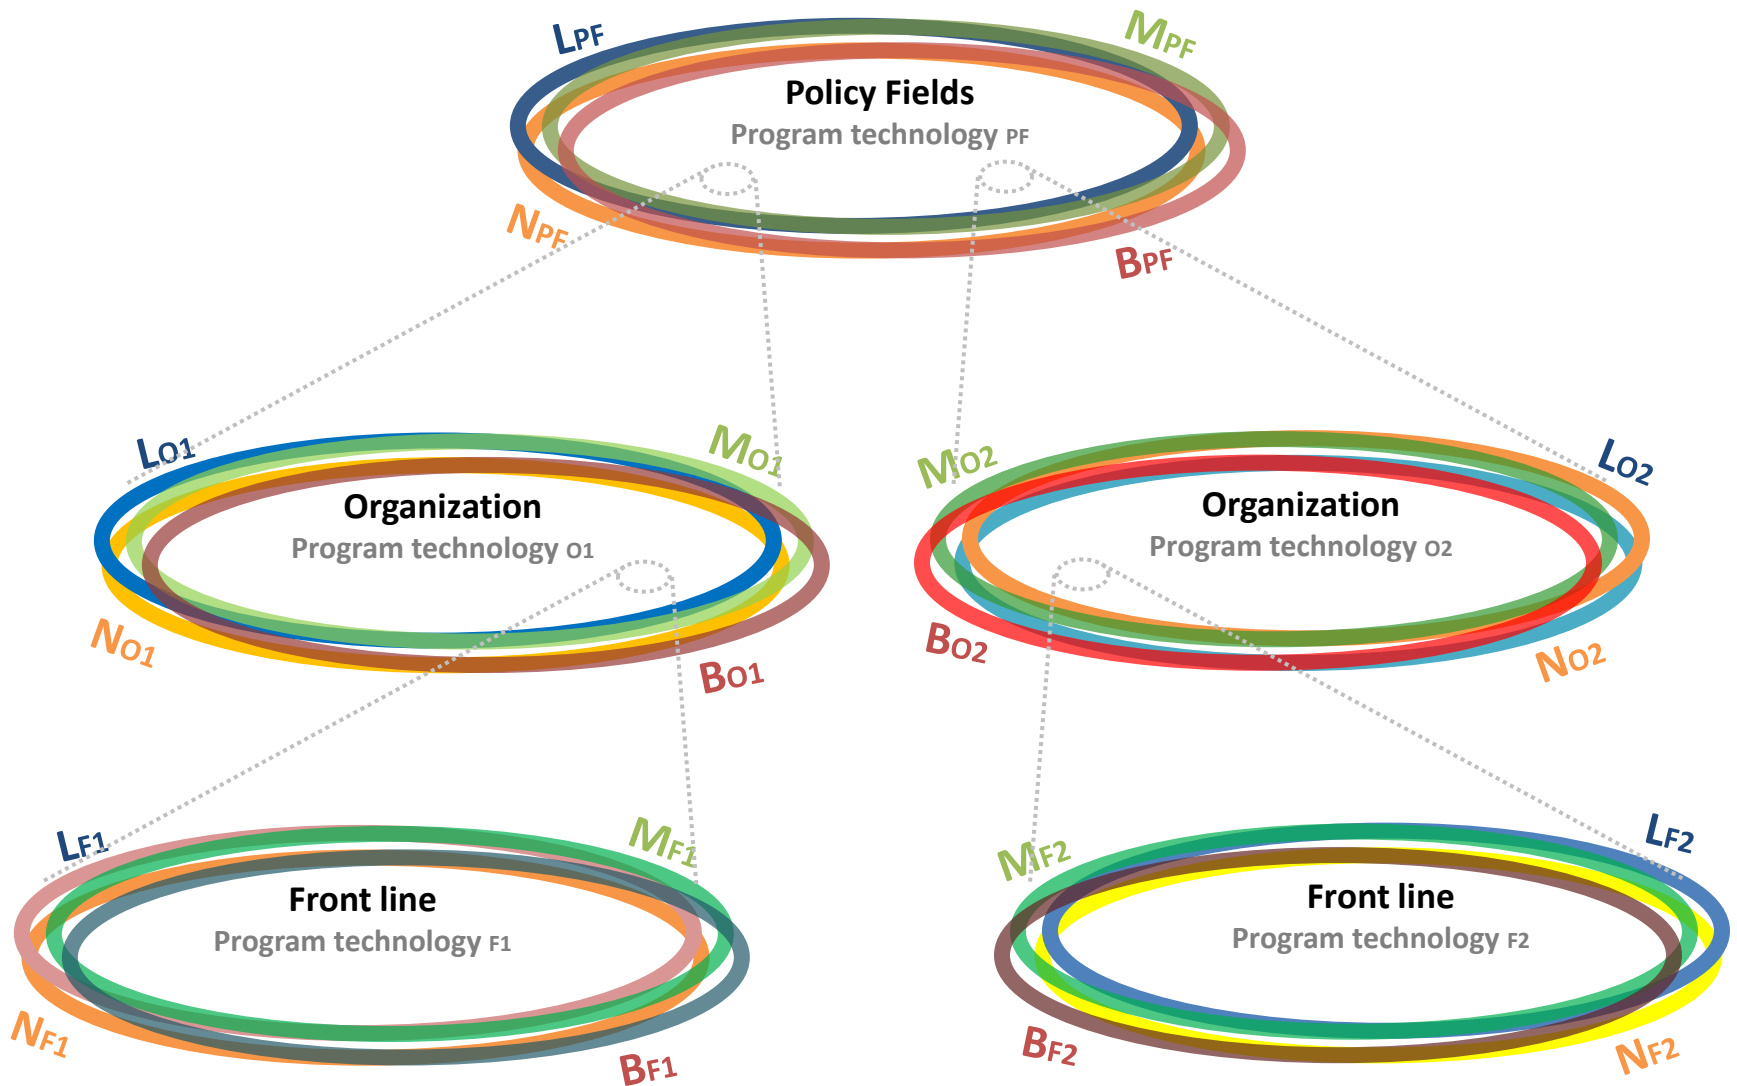 LPF
MPF
Policy Fields
Program technology PF
NPF
BPF
LO1
MO1
Organization
Program technology O1
NO1
BO1
MO2
LO2
Organization
Program technology O2
BO2
NO2
LF1
MF1
Front line
Program technology F1
NF1
BF1
MF2
LF2
Front line
Program technology F2
BF2
NF2